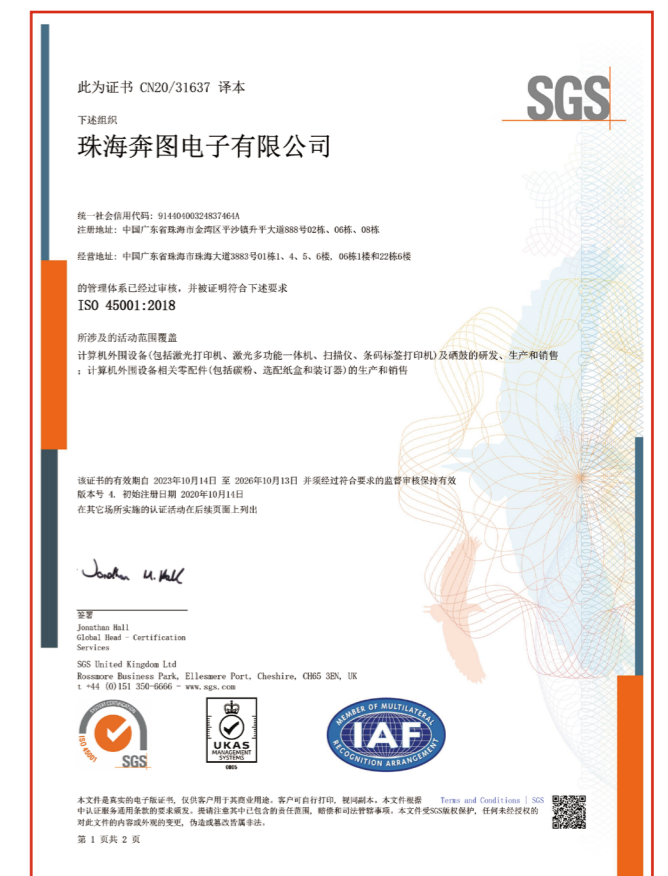 此为证书 CN20/31637 译本
SGS
下述组织
珠海奔图电子有限公司
统一社会信用代码: 91440400324837464A
注册地址: 中国广东省珠海市金湾区平沙镇升平大道888号02栋、06栋、08栋
经营地址: 中国广东省珠海市珠海大道3883号01栋1、4、5、6楼, 06栋1楼和22栋6楼
的管理体系已经过审核, 并被证明符合下述要求
ISO 45001:2018
所涉及的活动范围覆盖
计算机外围设备(包括激光打印机、激光多功能一体机、扫描仪、条码标签打印机)及硒鼓的研发、生产和销售
; 计算机外围设备相关零配件(包括碳粉、选配纸盒和装订器)的生产和销售
该证书的有效期自 2023年10月14日 至 2026年10月13日 并须经过符合要求的监督审核保持有效
版本号 4. 初始注册日期 2020年10月14日
在其它场所实施的认证活动在后续页面上列出
Jonathan M. Hall
签署
Jonathan Hall
Global Head - Certification
Services
SGS United Kingdom Ltd
Rossmore Business Park, Ellesmere Port, Cheshire, CH65 3EN, UK
t +44 (0)151 350-6666 - www.sgs.com
SYSTEM CERTIFICATION
ISO 45001
SGS
UKAS
MANAGEMENT
SYSTEMS
0005
MEMBER OF MULTILATERAL
IAF
RECOGNITION ARRANGEMENT
本文件是真实的电子版证书, 仅供客户用于其商业用途。客户可自行打印, 视同副本。本文件根据 Terms and Conditions | SGS
中认证服务通用条款的要求颁发。提请注意其中已包含的责任范围, 赔偿和司法管辖事项。本文件受SGS版权保护, 任何未经授权的
对此文件的内容或外观的变更, 伪造或篡改皆属非法。
第 1 页共 2 页